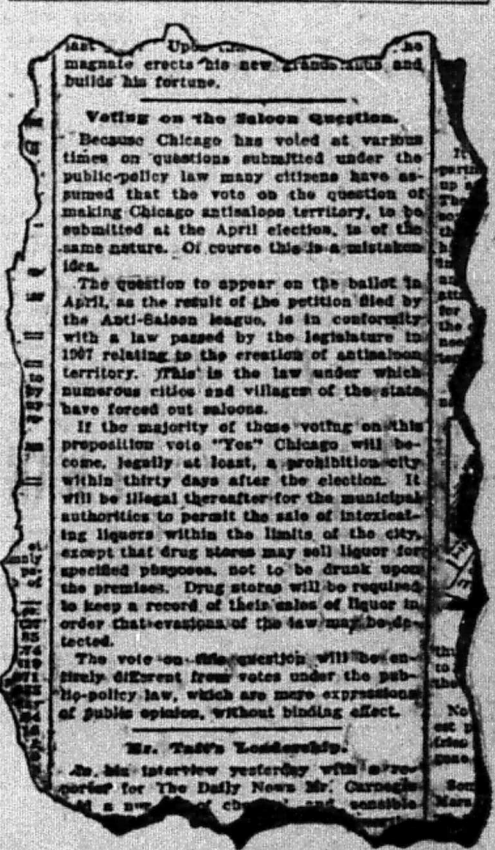 last
magnate erects his new grandstands and
builds his fortune.
Voting on the Saloon Question.
Because Chicago has voted at various
times on questions submitted under the
public-policy law many citizens have as-
sumed that the vote on the question of
making Chicago antisaloon territory, to be
submitted at the April election, is of the
same nature. Of course this is a mistaken
idea.
The question to appear on the ballot in
April, as the result of the petition filed by
the Anti-Saloon league, is in conformity
with a law passed by the legislature in
1907 relating to the creation of antisaloon
territory. This is the law under which
numerous cities and villages of the state
have forced out saloons.
If the majority of those voting on this
proposition vote "Yes" Chicago will be-
come, legally at least, a prohibition city
within thirty days after the election. It
will be illegal thereafter for the municipal
authorities to permit the sale of intoxicat-
ing liquors within the limits of the city,
except that drug stores may sell liquor for
specified purposes, not to be drunk upon
the premises. Drug stores will be required
to keep a record of their sales of liquor in
order that evasions of the law may be de-
tected.
The vote on this question will be en-
tirely different from votes under the pub-
lic-policy law, which are mere expressions
of public opinion, without binding effect.
Mr. Taft's Leadership.
In his interview yesterday with a re-
porter for The Daily News Mr. Carnegie
a new and sensible